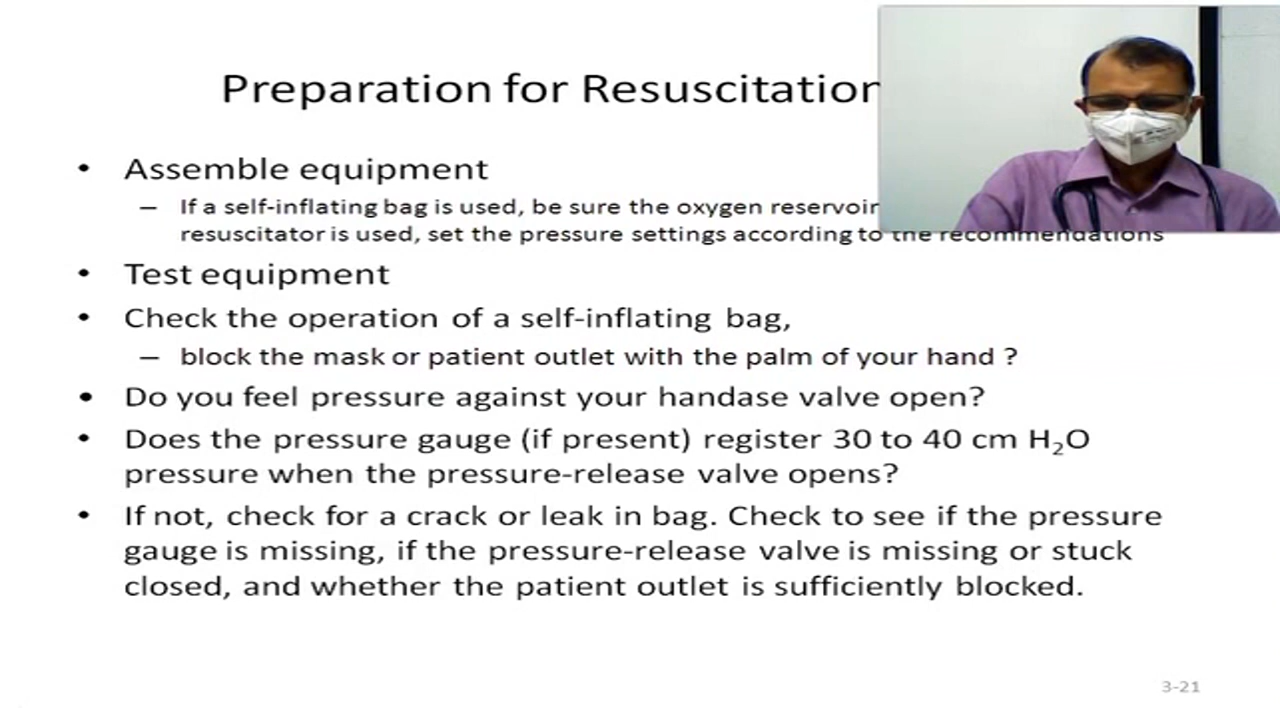 Preparation for Resuscitation
• Assemble equipment
– If a self-inflating bag is used, be sure the oxygen reservoir
resuscitator is used, set the pressure settings according to the recommendations
• Test equipment
• Check the operation of a self-inflating bag,
– block the mask or patient outlet with the palm of your hand ?
• Do you feel pressure against your handase valve open?
• Does the pressure gauge (if present) register 30 to 40 cm H₂O
pressure when the pressure-release valve opens?
• If not, check for a crack or leak in bag. Check to see if the pressure
gauge is missing, if the pressure-release valve is missing or stuck
closed, and whether the patient outlet is sufficiently blocked.
3-21